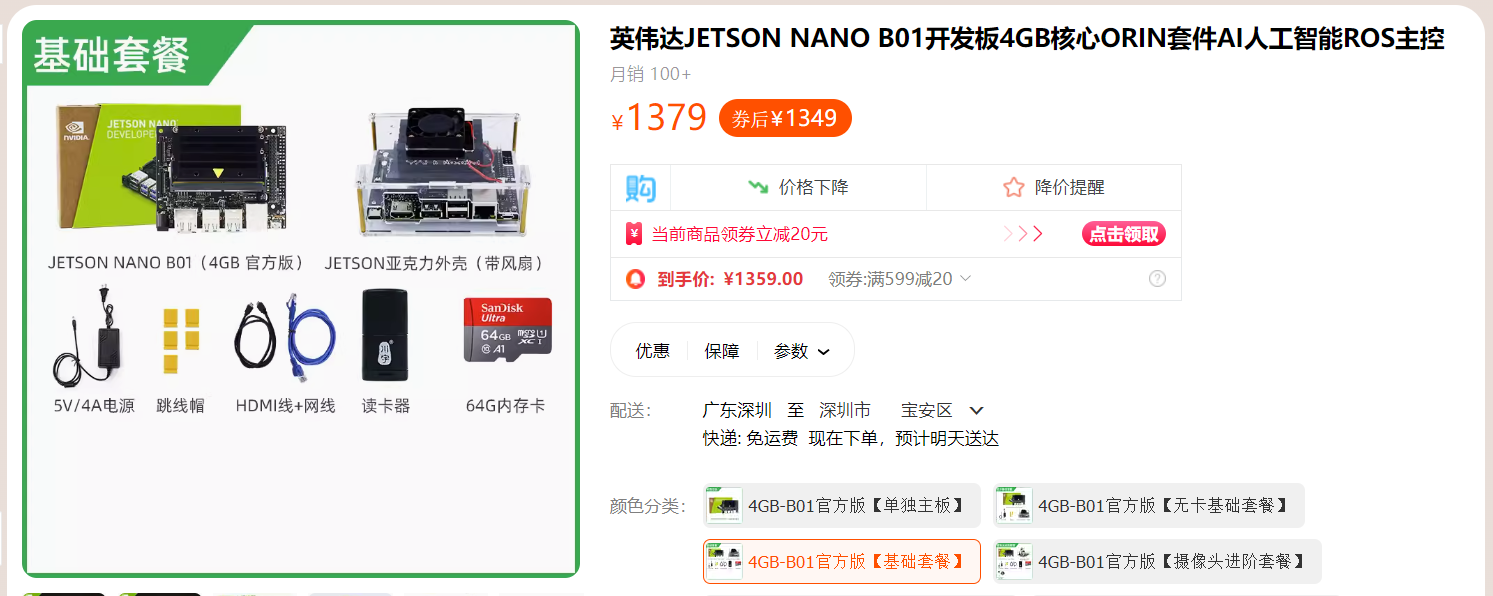 基础套餐
NVIDIA.
JETSON NANO
DEVELOPE
JETSON NANO B01（4GB 官方版）
JETSON亚克力外壳（带风扇）
川宇
SanDisk
Ultra
64GB
micro
XC I
A1
5V/4A电源
跳线帽
HDMI线+网线
读卡器
64G内存卡
英伟达JETSON NANO B01开发板4GB核心ORIN套件AI人工智能ROS主控
月销 100+
¥1379 券后¥1349
购 价格下降 降价提醒
¥ 当前商品领券立减20元 点击领取
到手价: ¥1359.00 领券:满599减20 ?
优惠 保障 参数
配送: 广东深圳 至 深圳市 宝安区
快递: 免运费 现在下单，预计明天送达
颜色分类: 4GB-B01官方版【单独主板】 4GB-B01官方版【无卡基础套餐】
4GB-B01官方版【基础套餐】 4GB-B01官方版【摄像头进阶套餐】